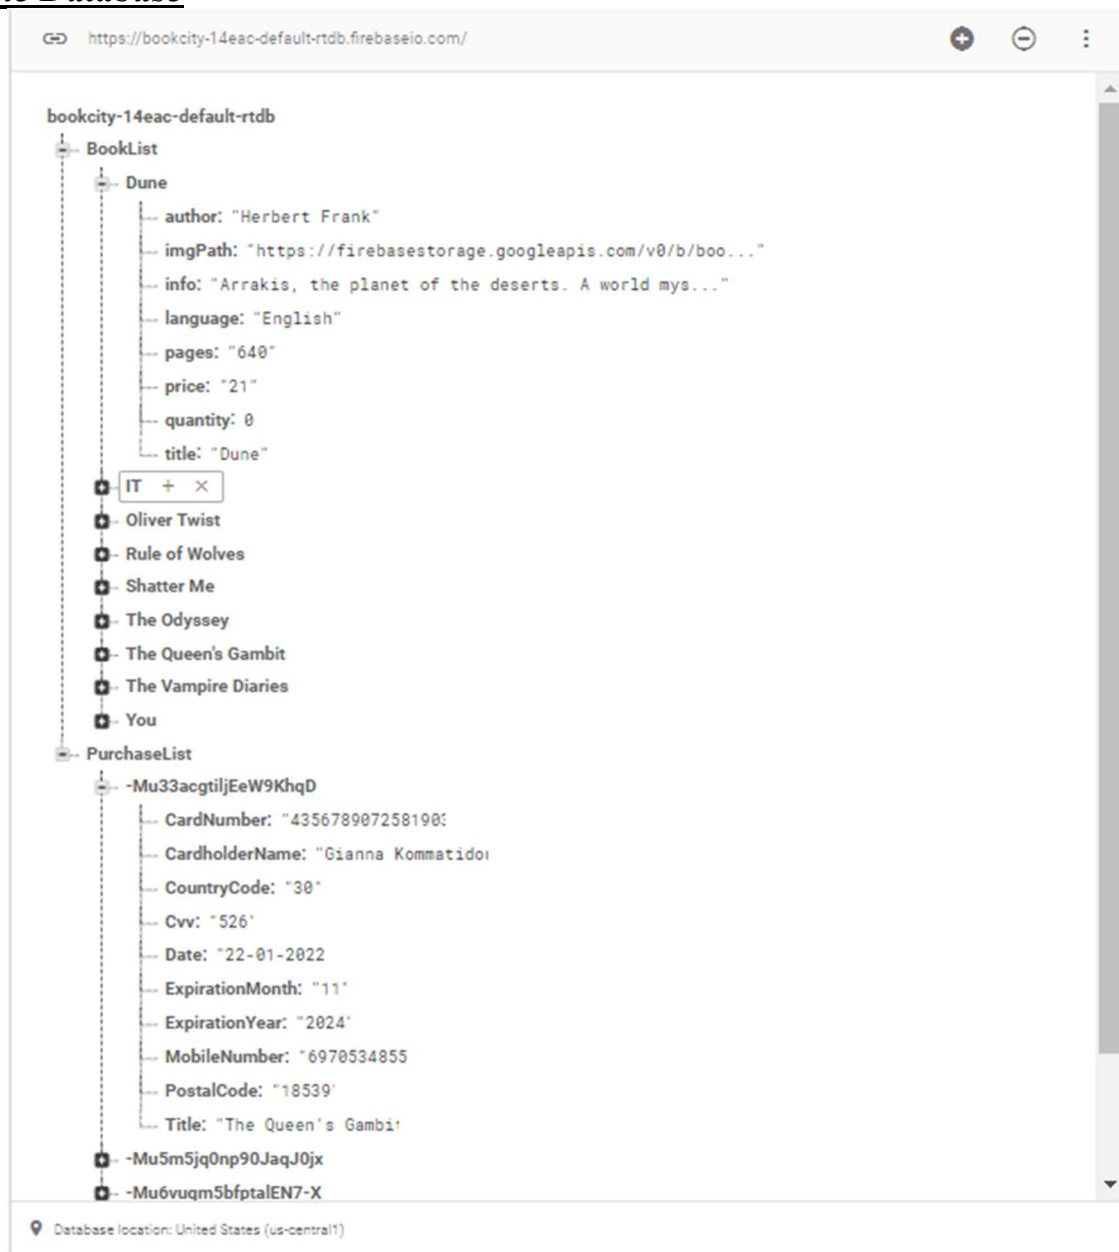 Database
https://bookcity-14eac-default-rtdb.firebaseio.com/
bookcity-14eac-default-rtdb
BookList
Dune
author: "Herbert Frank"
imgPath: "https://firebasestorage.googleapis.com/v0/b/boo..."
info: "Arrakis, the planet of the deserts. A world mys..."
language: "English"
pages: "640"
price: "21"
quantity: 0
title: "Dune"
IT + ×
Oliver Twist
Rule of Wolves
Shatter Me
The Odyssey
The Queen's Gambit
The Vampire Diaries
You
PurchaseList
-Mu33acgtiljEeW9KhqD
CardNumber: "4356789072581903
CardholderName: "Gianna
CountryCode: "30"
Cvv: "526"
Date: "22-01-2022
ExpirationMonth: "11"
ExpirationYear: "2024"
MobileNumber: "6970534855
PostalCode: "18539"
Title: "The Queen's Gambit
-Mu5m5jq0np90JaqJ0jx
-Mu6vuqm5bfptalEN7-X
Database location: United States (us-central1)